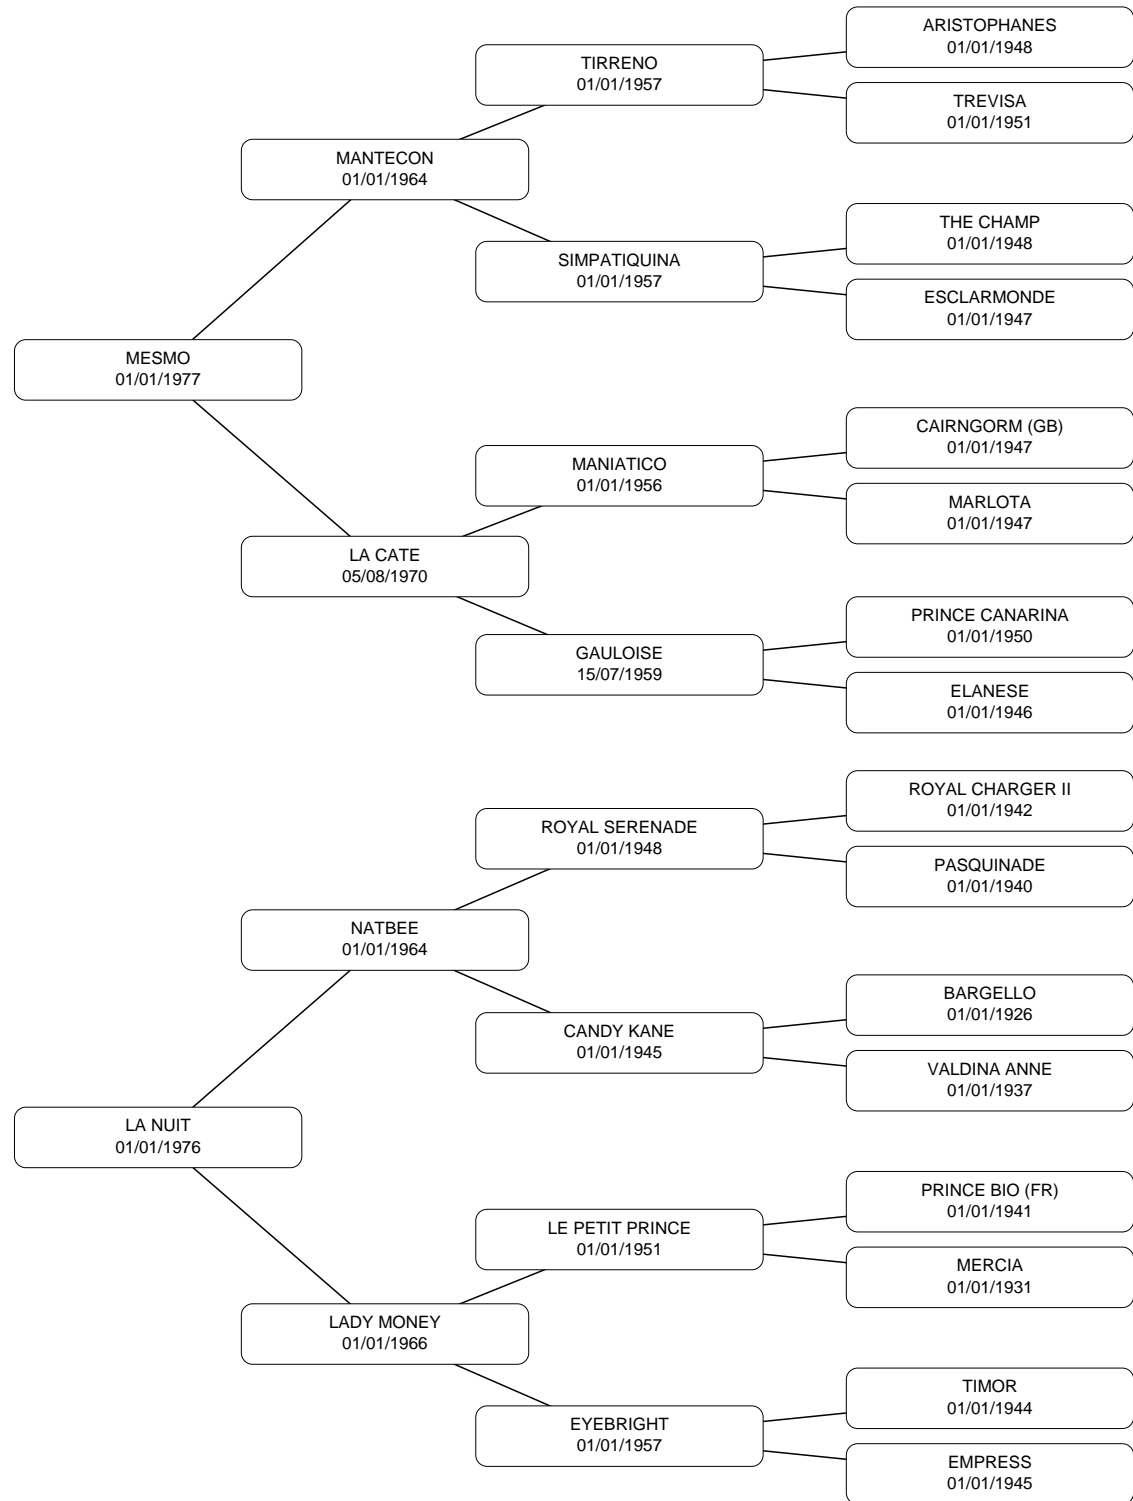 ARISTOPHANES
01/01/1948
TIRRENO
01/01/1957
TREVISA
01/01/1951
MANTECON
01/01/1964
THE CHAMP
01/01/1948
SIMPATIQUINA
01/01/1957
ESCLARMONDE
01/01/1947
MESMO
01/01/1977
CAIRNGORM (GB)
01/01/1947
MANIATICO
01/01/1956
MARLOTA
01/01/1947
LA CATE
05/08/1970
PRINCE CANARINA
01/01/1950
GAULOISE
15/07/1959
ELANESE
01/01/1946
ROYAL CHARGER II
01/01/1942
ROYAL SERENADE
01/01/1948
PASQUINADE
01/01/1940
NATBEE
01/01/1964
BARGELLO
01/01/1926
CANDY KANE
01/01/1945
VALDINA ANNE
01/01/1937
LA NUIT
01/01/1976
PRINCE BIO (FR)
01/01/1941
LE PETIT PRINCE
01/01/1951
MERCIA
01/01/1931
LADY MONEY
01/01/1966
TIMOR
01/01/1944
EYEBRIGHT
01/01/1957
EMPRESS
01/01/1945